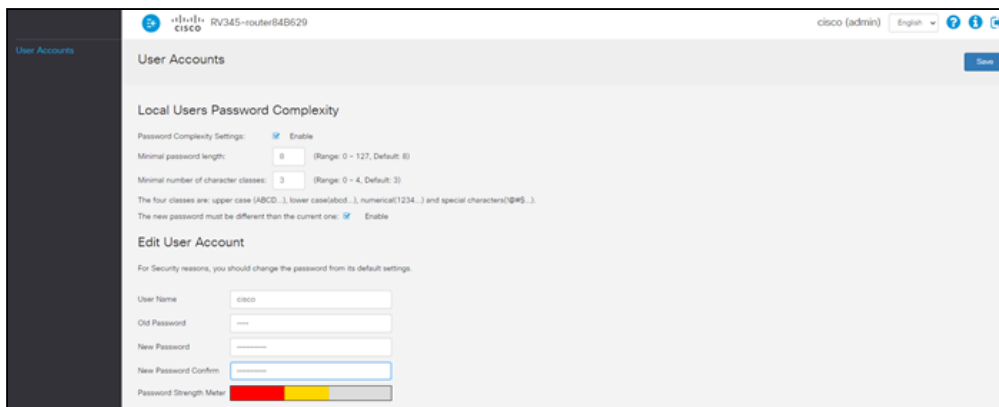 CISCO RV345-router84B629 cisco (admin) English
User Accounts
User Accounts Save
Local Users Password Complexity
Password Complexity Settings: Enable
Minimal password length: 8 (Range: 0 - 127, Default: 8)
Minimal number of character classes: 3 (Range: 0 - 4, Default: 3)
The four classes are: upper case (ABCD...), lower case(abcd...), numerical(1234...) and special characters(!@#$...).
The new password must be different than the current one: Enable
Edit User Account
For Security reasons, you should change the password from its default settings.
User Name cisco
Old Password
New Password
New Password Confirm
Password Strength Meter